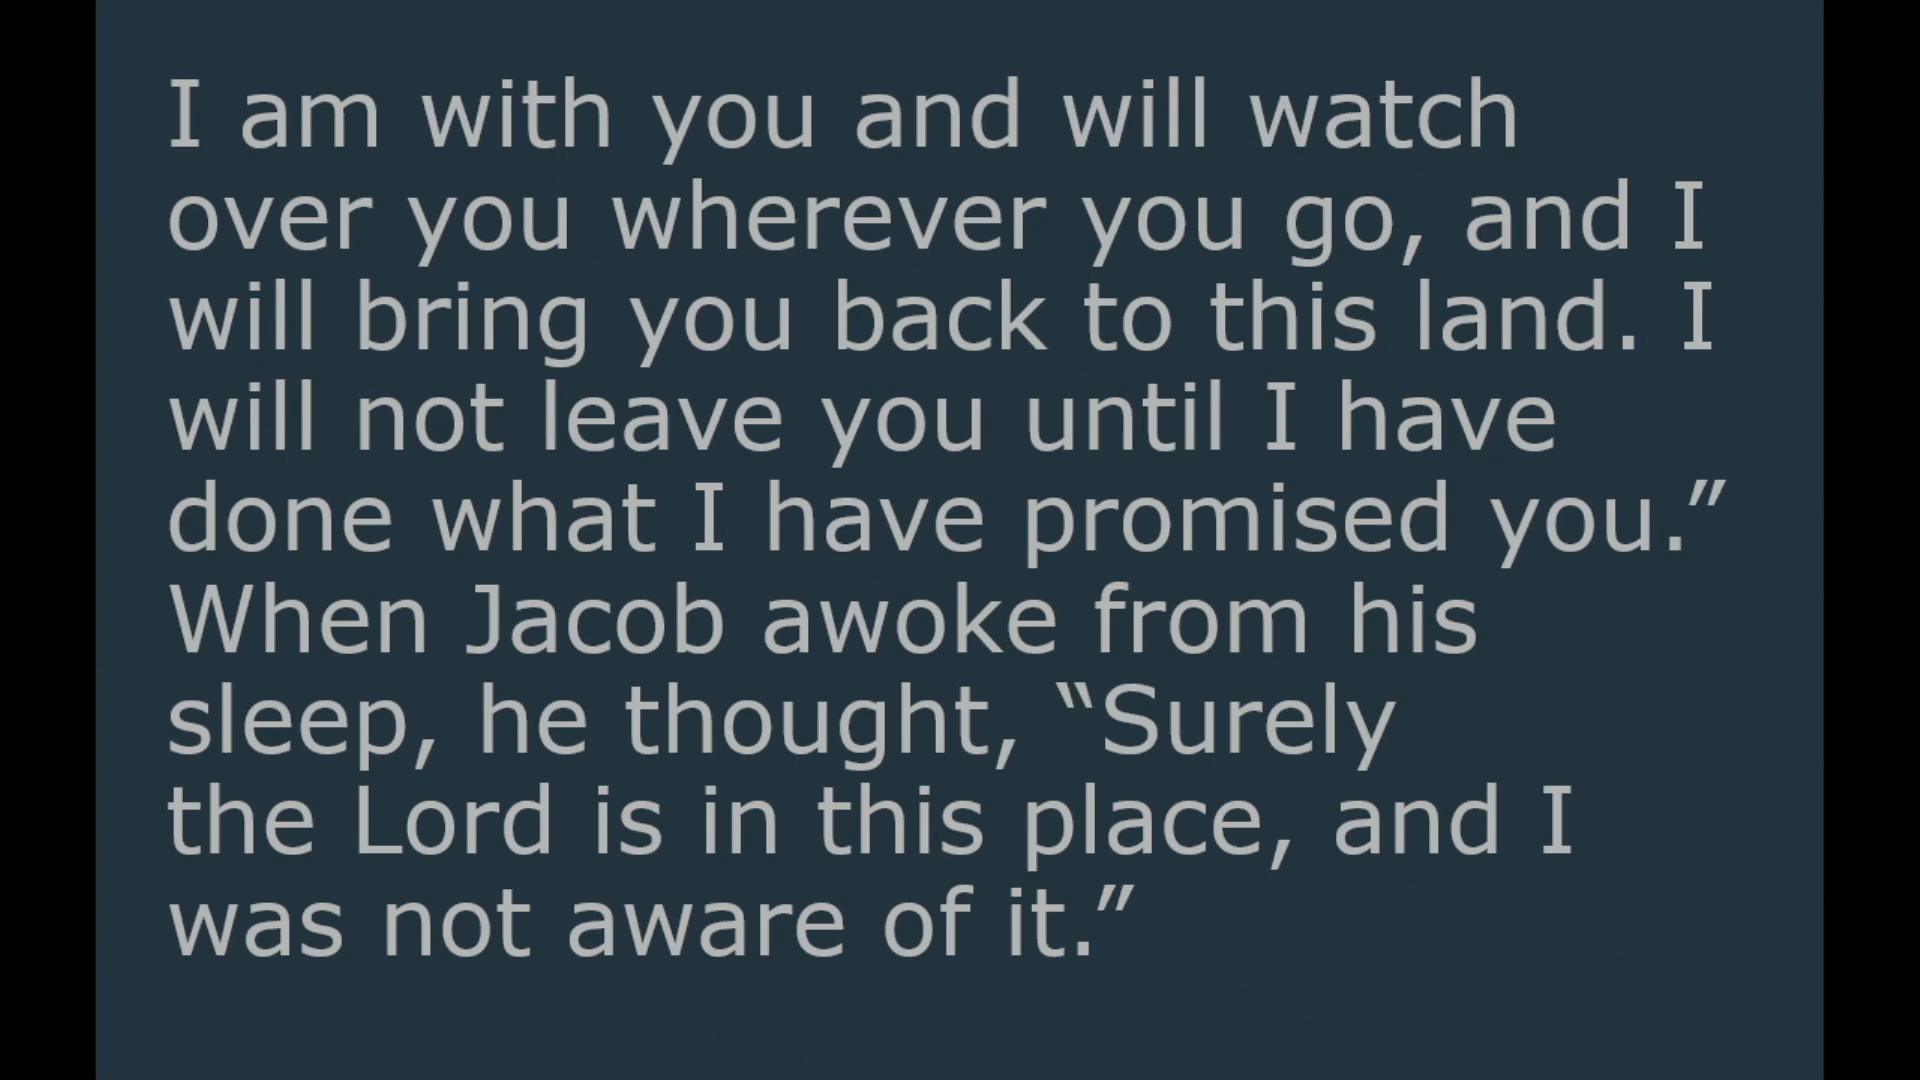 I am with you and will watch
over you wherever you go, and I
will bring you back to this land. I
will not leave you until I have
done what I have promised you.”
When Jacob awoke from his
sleep, he thought, “Surely
the Lord is in this place, and I
was not aware of it.”